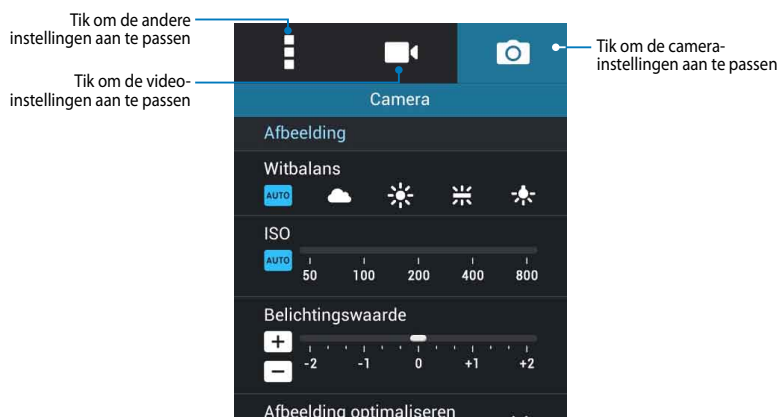 Tik om de andere
instellingen aan te passen
Tik om de video-
instellingen aan te passen
Tik om de camera-
instellingen aan te passen
Camera
Afbeelding
Witbalans
AUTO
ISO
AUTO
50 100 200 400 800
Belichtingswaarde
+
-2 -1 0 +1 +2
−
Afbeelding optimaliseren